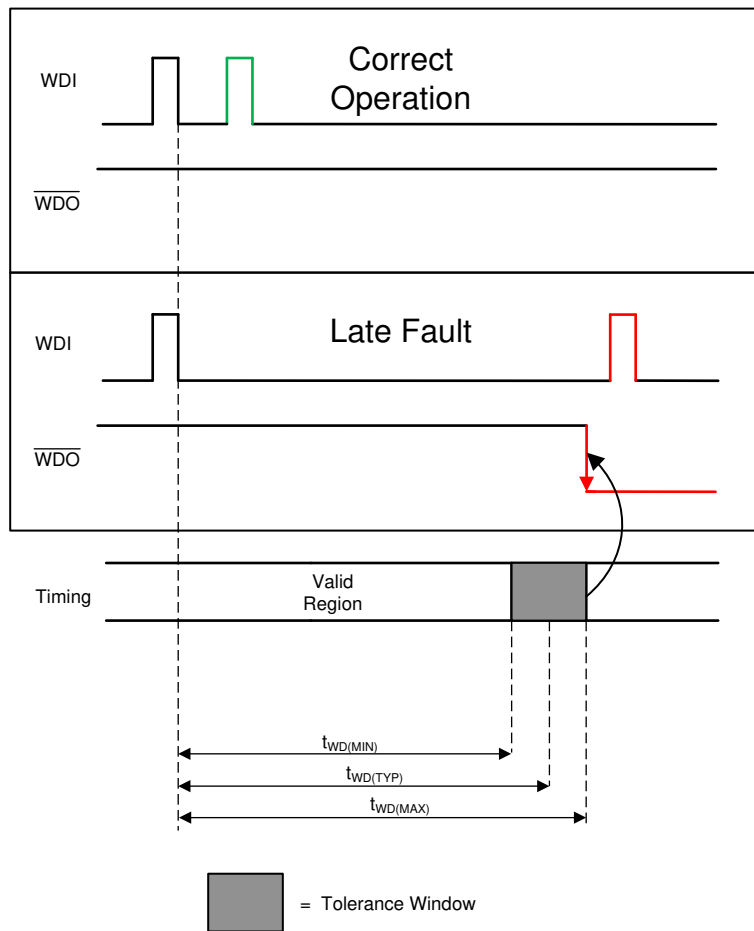 WDI
Correct
Operation
WDO
WDI
Late Fault
WDO
Timing
Valid
Region
tWD(MIN)
tWD(TYP)
tWD(MAX)
= Tolerance Window